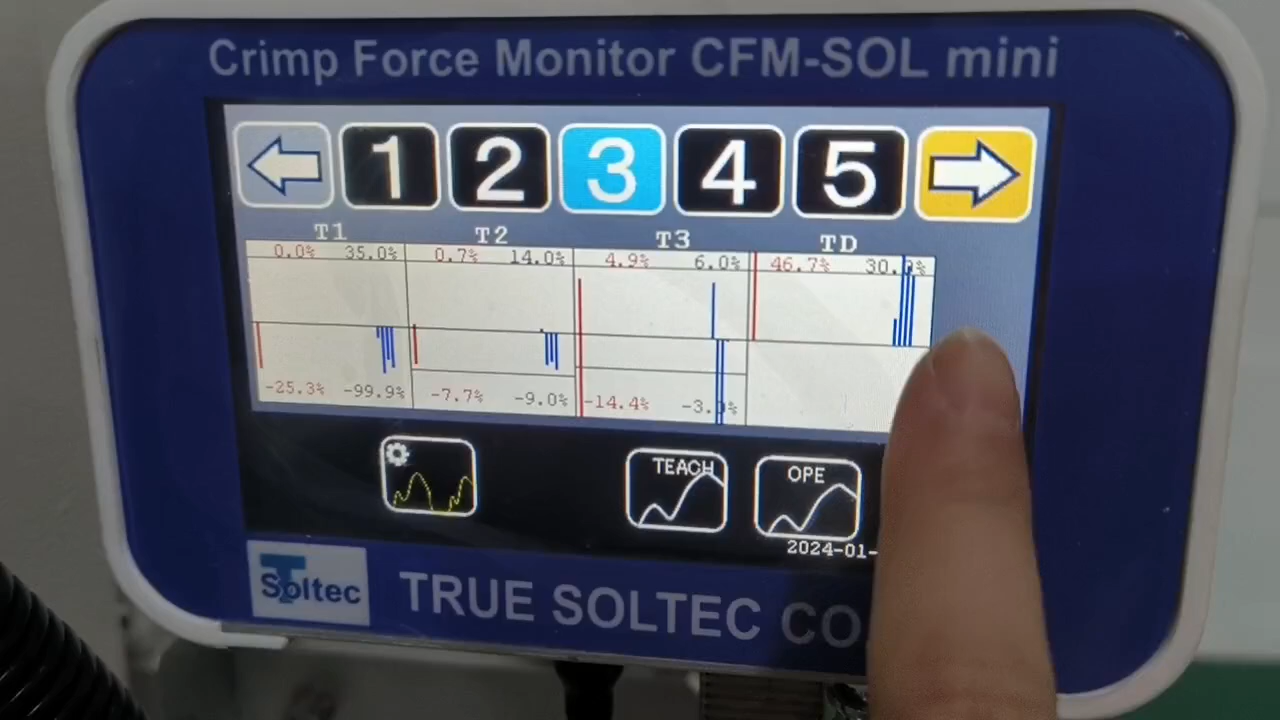 Crimp Force Monitor CFM-SOL mini
1 2 3 4 5
T1 T2 T3 TD
0.0% 35.0% 0.7% 14.0% 4.9% 6.0% 46.7%
-25.3% -99.9% -7.7% -9.0% -14.4%
TEACH OPE
2024-01-
Soltec TRUE SOLTEC CO